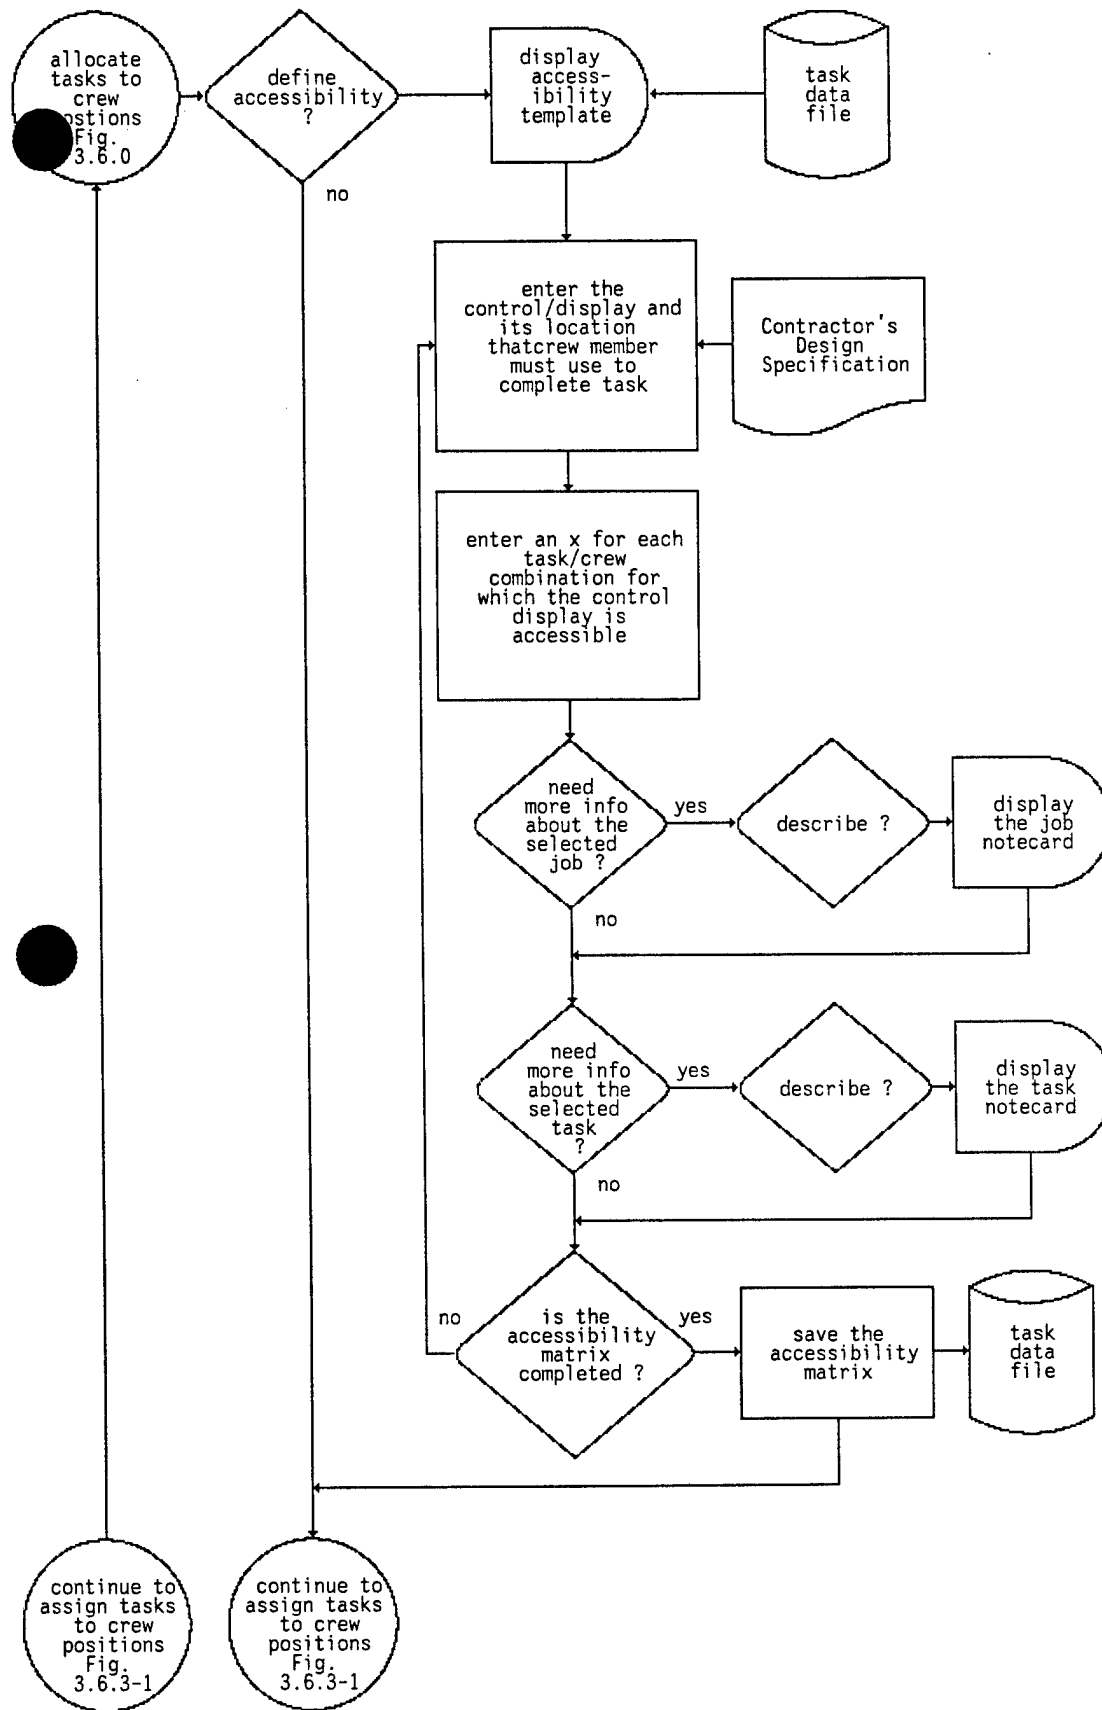 allocate
tasks to
crew
ostions
Fig.
3.6.0
define
accessibility
?
no
display
access-
ibility
template
task
data
file
enter the
control/display and
its location
thatcrew member
must use to
complete task
Contractor's
Design
Specification
enter an x for each
task/crew
combination for
which the control
display is
accessible
need
more info
about the
selected
job ?
yes
describe ?
display
the job
notecard
no
need
more info
about the
selected
task
?
yes
describe ?
display
the task
notecard
no
is the
accessibility
matrix
completed ?
no
yes
save the
accessibility
matrix
task
data
file
continue to
assign tasks
to crew
positions
Fig.
3.6.3-1
continue to
assign tasks
to crew
positions
Fig.
3.6.3-1